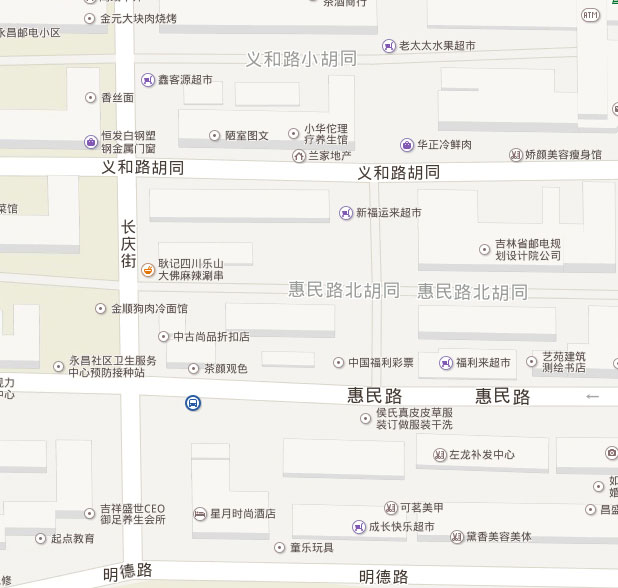 茶酒商行
金元大块肉烧烤
ATM
永昌邮电小区
老太太水果超市
义和路小胡同
鑫客源超市
香丝面
恒发白钢塑
钢金属门窗
陋室图文
小华佗理
疗养生馆
华正冷鲜肉
兰家地产
娇颜美容瘦身馆
义和路胡同
义和路胡同
菜馆
新福运来超市
长庆街
吉林省邮电规
划设计院公司
耿记四川乐山
大佛麻辣涮串
惠民路北胡同
惠民路北胡同
金顺狗肉冷面馆
中古尚品折扣店
永昌社区卫生服务
中心预防接种站
茶颜观色
中国福利彩票
福利来超市
艺苑建筑
测绘书店
中心
惠民路
惠民路
←
侯氏真皮皮草服
装订做服装干洗
左龙补发中心
吉祥盛世CEO
御足养生会所
星月时尚酒店
可茗美甲
成长快乐超市
起点教育
黛香美容美体
童乐玩具
明德路
明德路
修